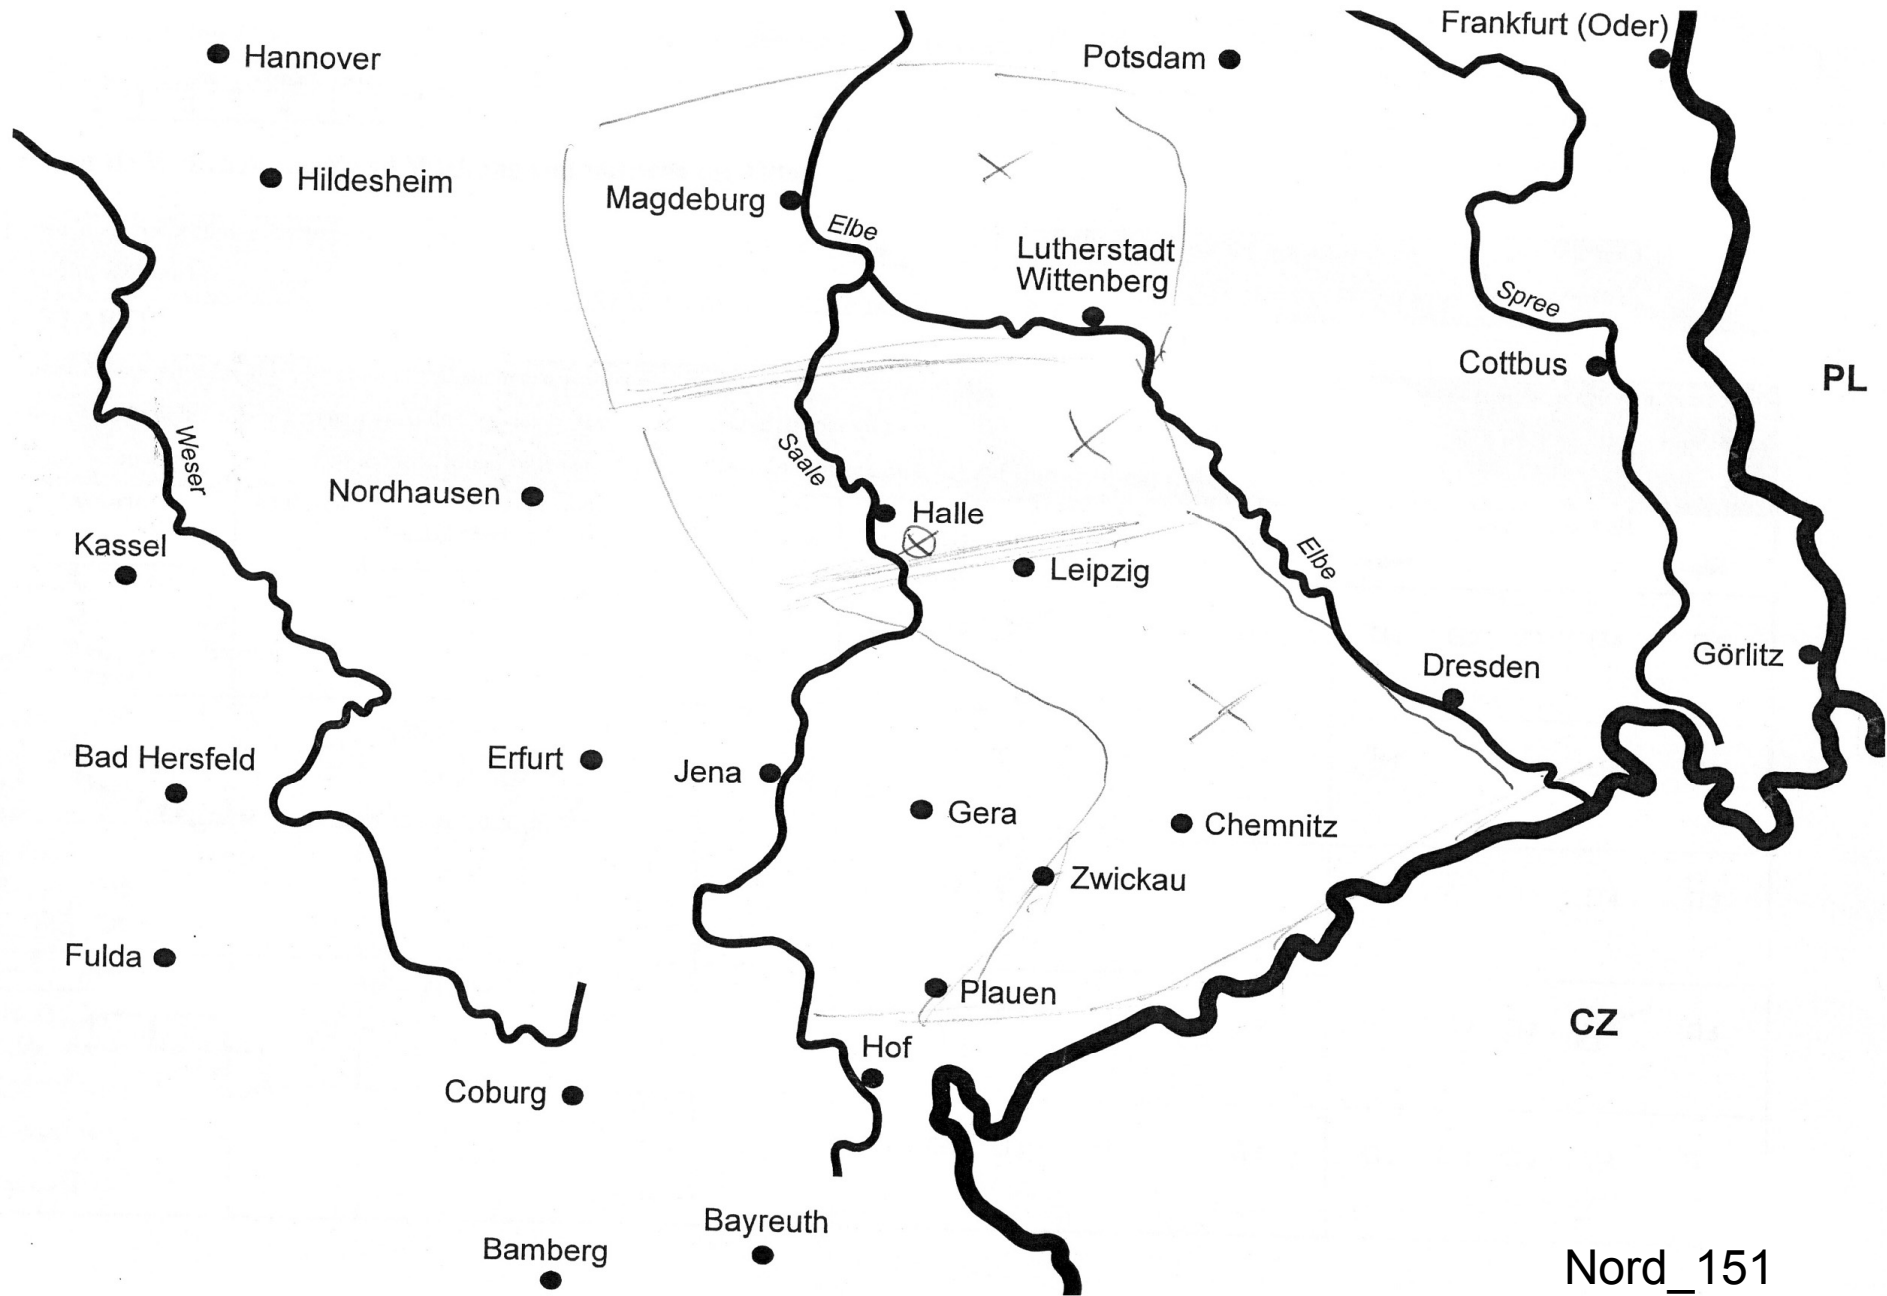 Frankfurt (Oder)
Hannover
Potsdam
Hildesheim
Magdeburg
Elbe
Lutherstadt
Wittenberg
Spree
Cottbus
PL
Weser
Saale
Nordhausen
Halle
Kassel
Leipzig
Elbe
Görlitz
Dresden
Bad Hersfeld
Erfurt
Jena
Gera
Chemnitz
Zwickau
Fulda
Plauen
CZ
Hof
Coburg
Bayreuth
Bamberg
Nord_151